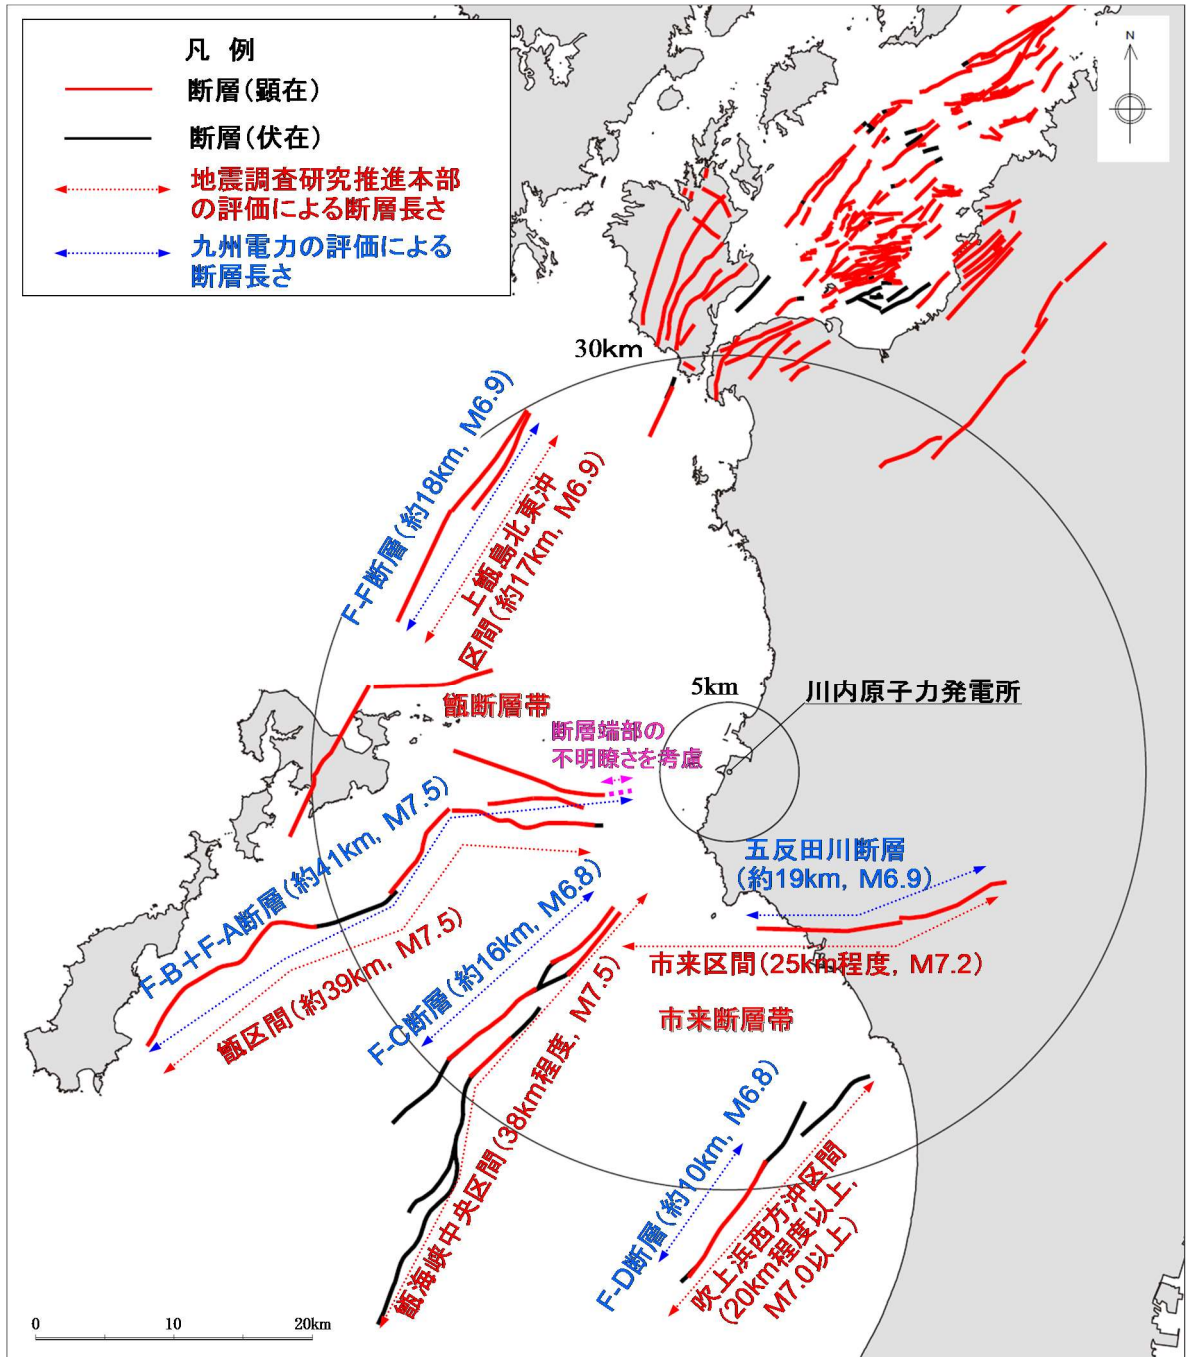 凡 例
断層(顕在)
断層(伏在)
地震調査研究推進本部
の評価による断層長さ
九州電力の評価による
断層長さ
N
30km
F-F断層(約18km, M6.9)
上甑島北東沖
区間(約17km, M6.9)
甑断層帯
5km
川内原子力発電所
断層端部の
不明瞭さを考慮
F-B+F-A断層(約41km, M7.5)
甑区間(約39km, M7.5)
五反田川断層
(約19km, M6.9)
F-C断層(約16km, M6.8)
市来区間(25km程度, M7.2)
市来断層帯
甑海峡中央区間(38km程度, M7.5)
F-D断層(約10km, M6.8)
吹上浜西方沖区間
(20km程度以上,
M7.0以上)
0 10 20km